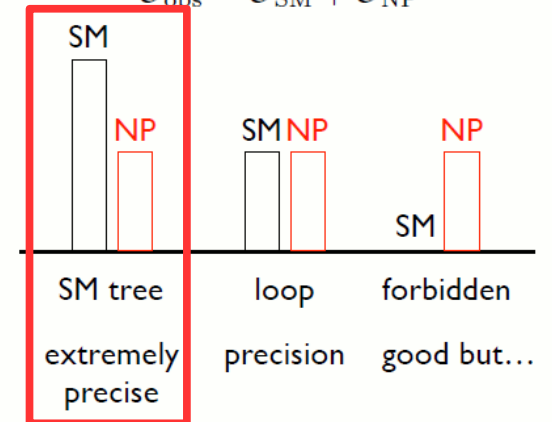 SM
NP
SM NP
NP
SM
SM tree
loop
forbidden
extremely
precise
precision
good but...